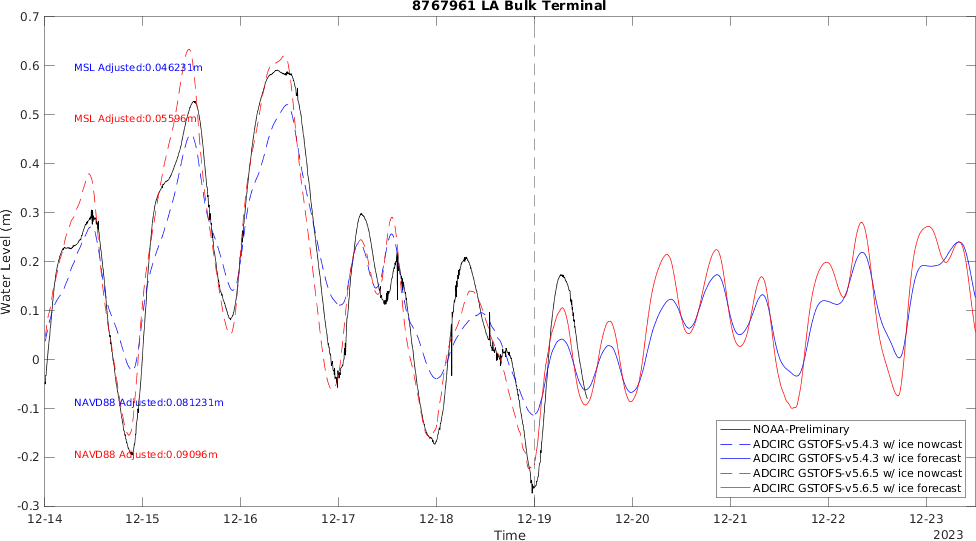 8767961 LA Bulk Terminal
0.7
0.6
0.5
0.4
0.3
0.2
0.1
0
-0.1
-0.2
-0.3
Water Level (m)
MSL Adjusted:0.046231m
MSL Adjusted:0.05596m
NAVD88 Adjusted:0.081231m
NAVD88 Adjusted:0.09096m
NOAA-Preliminary
ADCIRC GSTOFS-v5.4.3 w/ ice nowcast
ADCIRC GSTOFS-v5.4.3 w/ ice forecast
ADCIRC GSTOFS-v5.6.5 w/ ice nowcast
ADCIRC GSTOFS-v5.6.5 w/ ice forecast
12-14 12-15 12-16 12-17 12-18 12-19 12-20 12-21 12-22 12-23
Time
2023